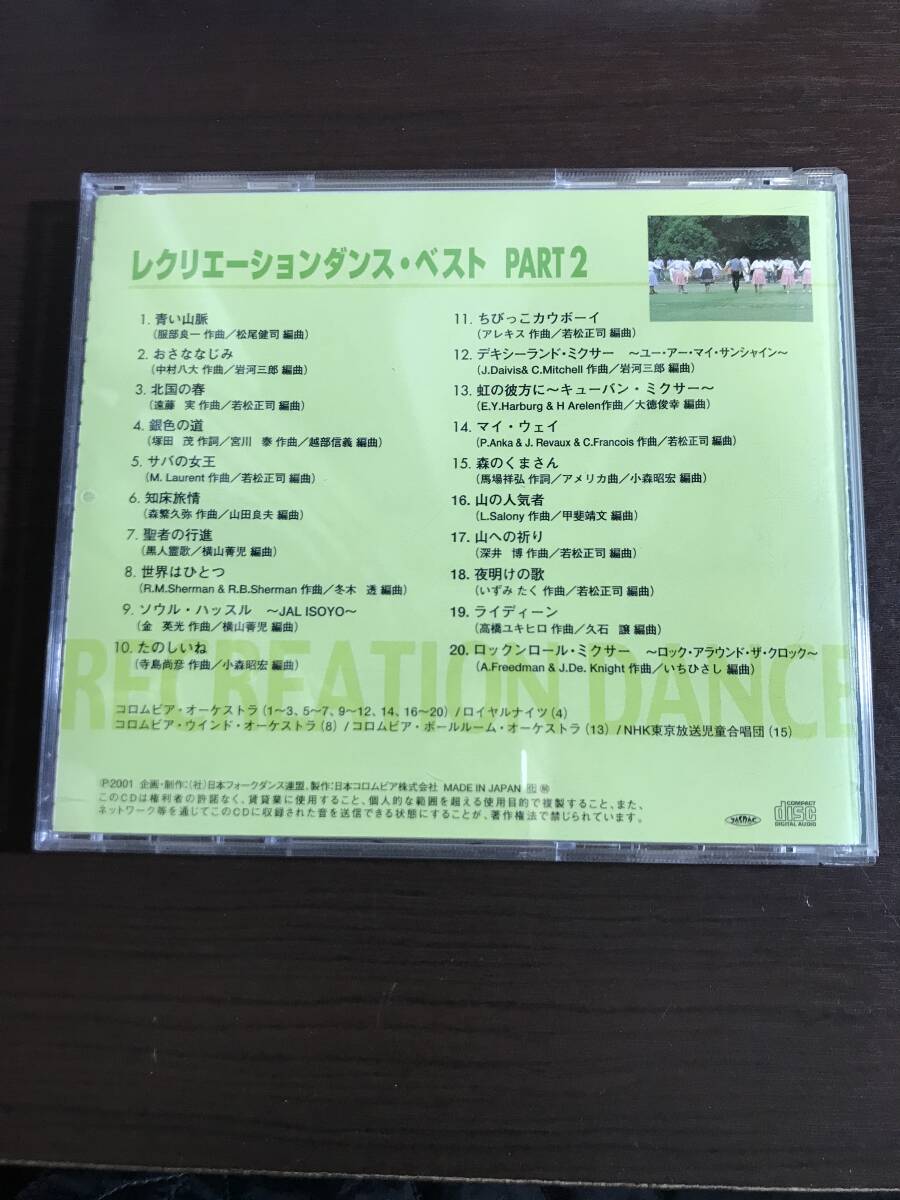 レクリエーションダンス・ベスト PART 2
1. 青い山脈
(服部良一 作曲/松尾健司 編曲)
2. おさななじみ
(中村八大 作曲/岩河三郎 編曲)
3. 北国の春
(遠藤 実 作曲/若松正司 編曲)
4. 銀色の道
(塚田 茂 作詞/宮川 泰 作曲/越部信義 編曲)
5. サバの女王
(M. Laurent 作曲/若松正司 編曲)
6. 知床旅情
(森繁久弥 作曲/山田良夫 編曲)
7. 聖者の行進
(黒人霊歌/横山菁児 編曲)
8. 世界はひとつ
(R.M.Sherman & R.B.Sherman 作曲/冬木 透 編曲)
9. ソウル・ハッスル ～JAL ISOYO～
(金 英光 作曲/横山菁児 編曲)
10. たのしいね
(寺島尚彦 作曲/小森昭宏 編曲)
11. ちびっこカウボーイ
(アレキス 作曲/若松正司 編曲)
12. デキシーランド・ミクサー ～ユー・アー・マイ・サンシャイン～
(J.Daivis& C.Mitchell 作曲/岩河三郎 編曲)
13. 虹の彼方に～キューバン・ミクサー～
(E.Y.Harburg & H Arelen作曲/大徳俊幸 編曲)
14. マイ・ウェイ
(P.Anka & J. Revaux & C.Francois 作曲/若松正司 編曲)
15. 森のくまさん
(馬場祥弘 作詞/アメリカ曲/小森昭宏 編曲)
16. 山の人気者
(L.Salony 作曲/甲斐靖文 編曲)
17. 山への祈り
(深井 博 作曲/若松正司 編曲)
18. 夜明けの歌
(いずみ たく 作曲/若松正司 編曲)
19. ライディーン
(高橋ユキヒロ 作曲/久石 譲 編曲)
20. ロックンロール・ミクサー ～ロック・アラウンド・ザ・クロック～
(A.Freedman & J.De. Knight 作曲/いちひさし 編曲)
RECREATION DANCE
コロムビア・オーケストラ(1～3、5～7、9～12、14、16～20)/ロイヤルナイツ(4)
コロムビア・ウインド・オーケストラ(8)/コロムビア・ボールルーム・オーケストラ(13)/NHK東京放送児童合唱団(15)
℗2001 企画・制作:(社)日本フォークダンス連盟、製作:日本コロムビア株式会社 MADE IN JAPAN
このCDは権利者の許諾なく、賃貸業に使用すること、個人的な範囲を超える使用目的で複製すること、また、
ネットワーク等を通じてこのCDに収録された音を送信できる状態にすることが、著作権法で禁じられています。
JASRAC
COMPACT
disc
DIGITAL AUDIO